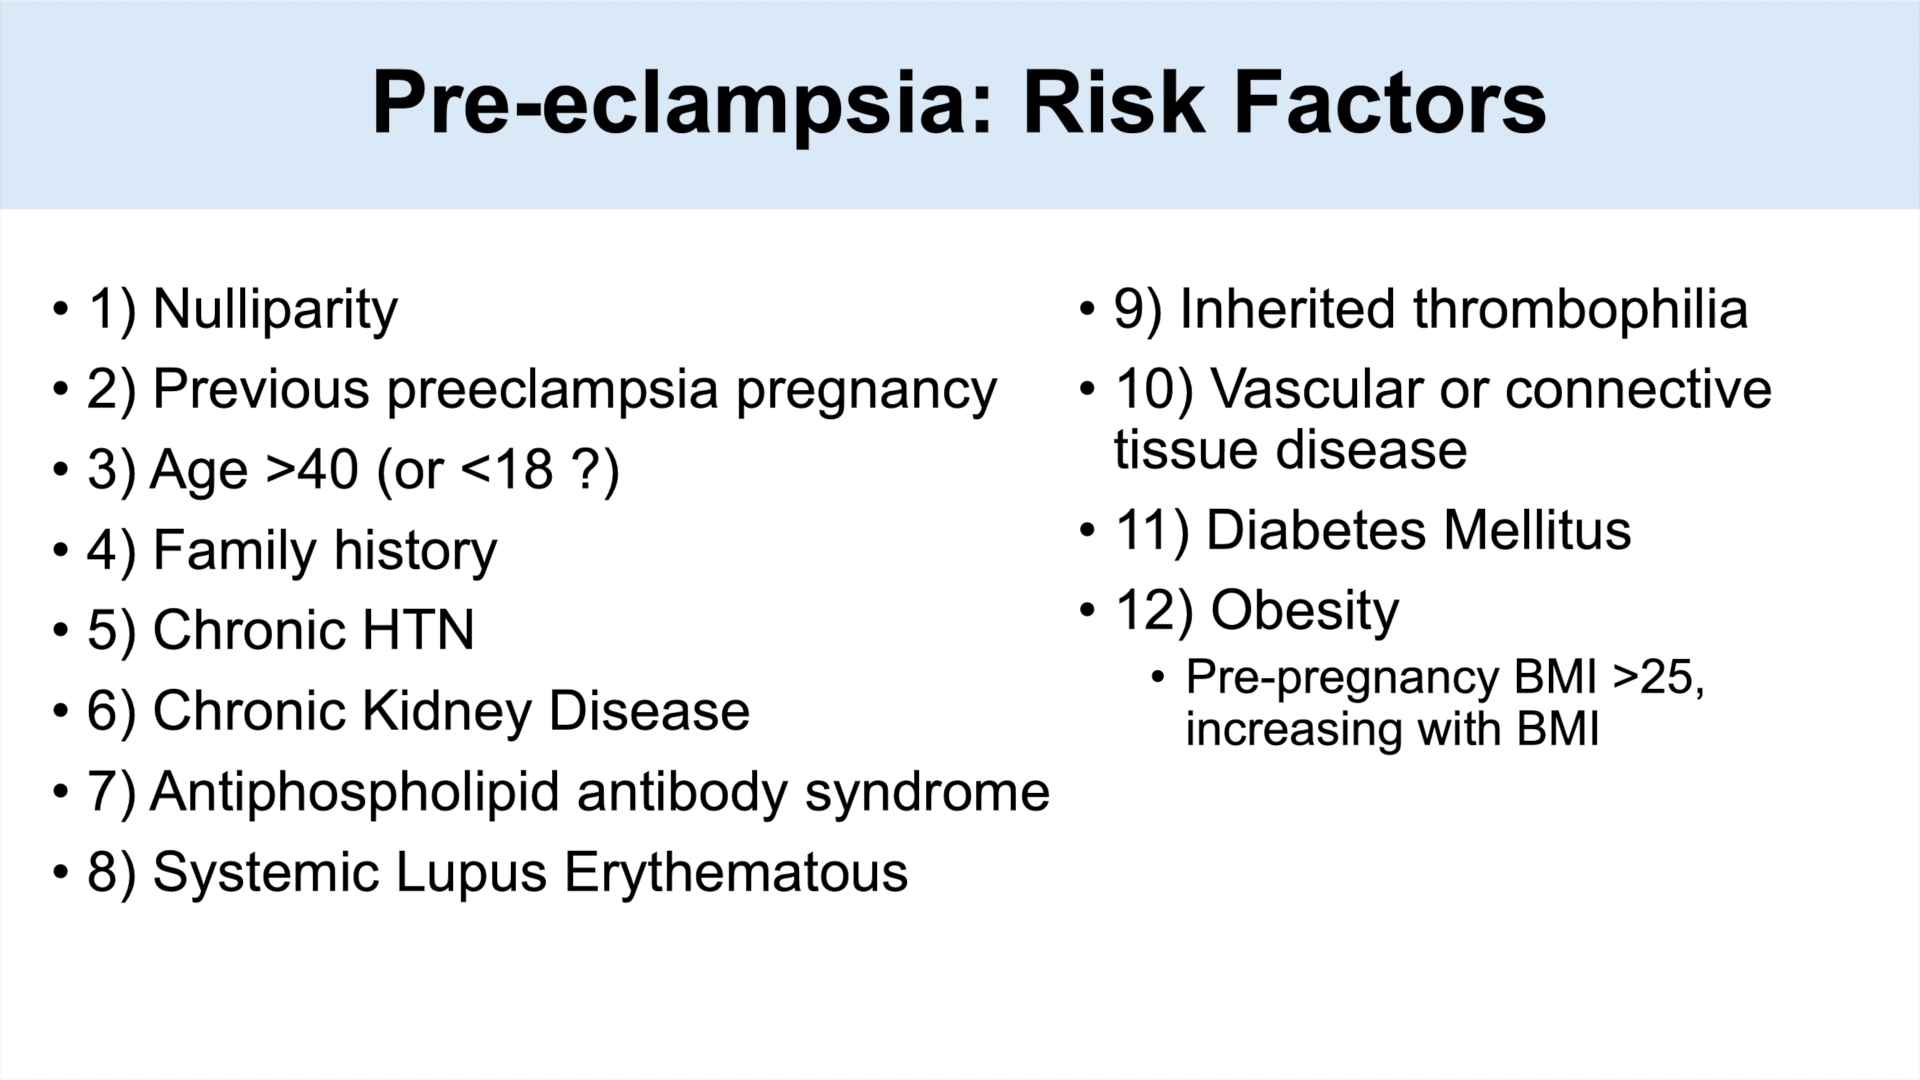 Pre-eclampsia: Risk Factors
• 1) Nulliparity
• 2) Previous preeclampsia pregnancy
• 3) Age >40 (or <18 ?)
• 4) Family history
• 5) Chronic HTN
• 6) Chronic Kidney Disease
• 7) Antiphospholipid antibody syndrome
• 8) Systemic Lupus Erythematous
• 9) Inherited thrombophilia
• 10) Vascular or connective
tissue disease
• 11) Diabetes Mellitus
• 12) Obesity
• Pre-pregnancy BMI >25,
increasing with BMI